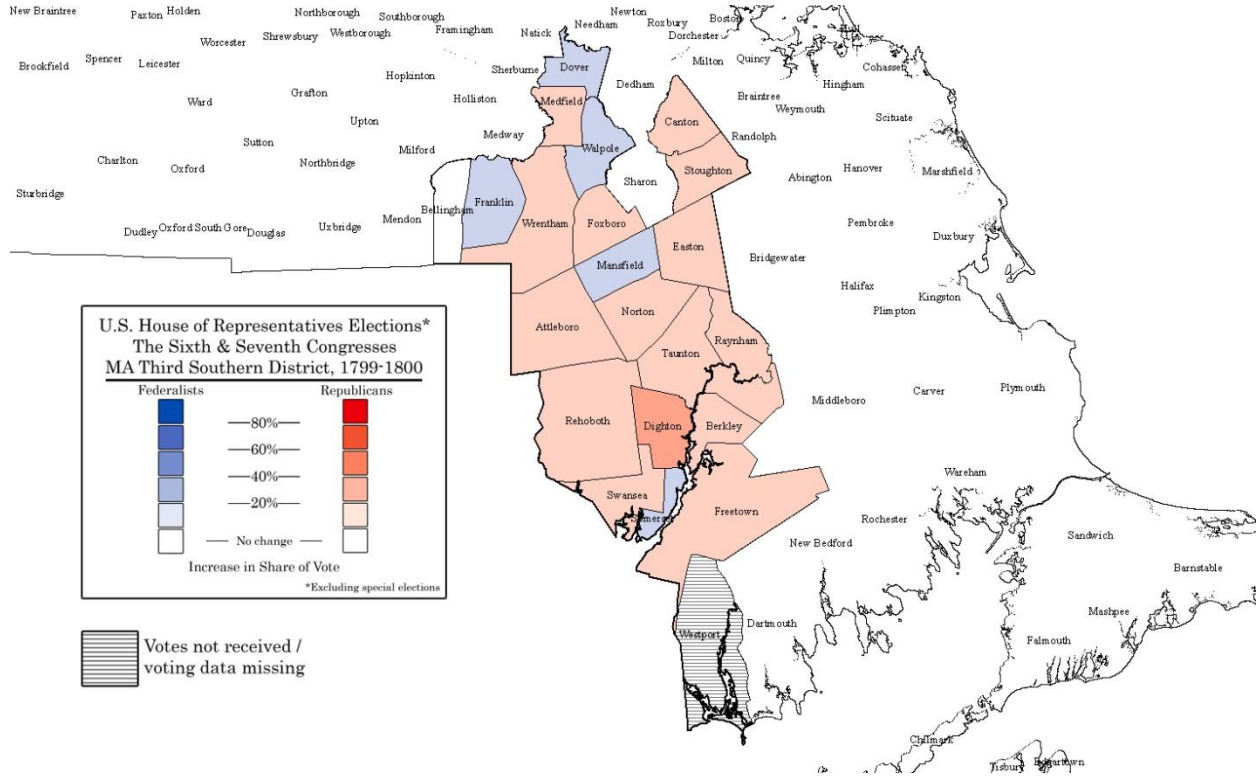 New Braintree
Paxton
Holden
Northborough
Southborough
Newton
Boston
Worcester
Shrewsbury
Westborough
Framingham
Natick
Needham
Roxbury
Dorchester
Hull
Brookfield
Spencer
Leicester
Hopkinton
Sherburne
Dover
Dedham
Milton
Quincy
Cohasset
Hingham
Ward
Grafton
Holliston
Medfield
Braintree
Weymouth
Scituate
Upton
Canton
Randolph
Sutton
Medway
Walpole
Charlton
Oxford
Northbridge
Milford
Sharon
Stoughton
Abington
Hanover
Marshfield
Sturbridge
Bellingham
Franklin
Wrentham
Foxboro
Mendon
Uxbridge
Dudley
Oxford South Gore
Douglas
Easton
Pembroke
Duxbury
Mansfield
Bridgewater
Halifax
Kingston
Plimpton
Norton
Attleboro
Raynham
Taunton
U.S. House of Representatives Elections*
The Sixth & Seventh Congresses
MA Third Southern District, 1799-1800
Federalists
Republicans
80%
60%
40%
20%
No change
Increase in Share of Vote
*Excluding special elections
Middleboro
Carver
Plymouth
Rehoboth
Dighton
Berkley
Wareham
Swansea
Somerset
Freetown
Rochester
New Bedford
Sandwich
Barnstable
Mashpee
Westport
Dartmouth
Falmouth
Votes not received /
voting data missing
Chilmark
Tisbury
Edgartown